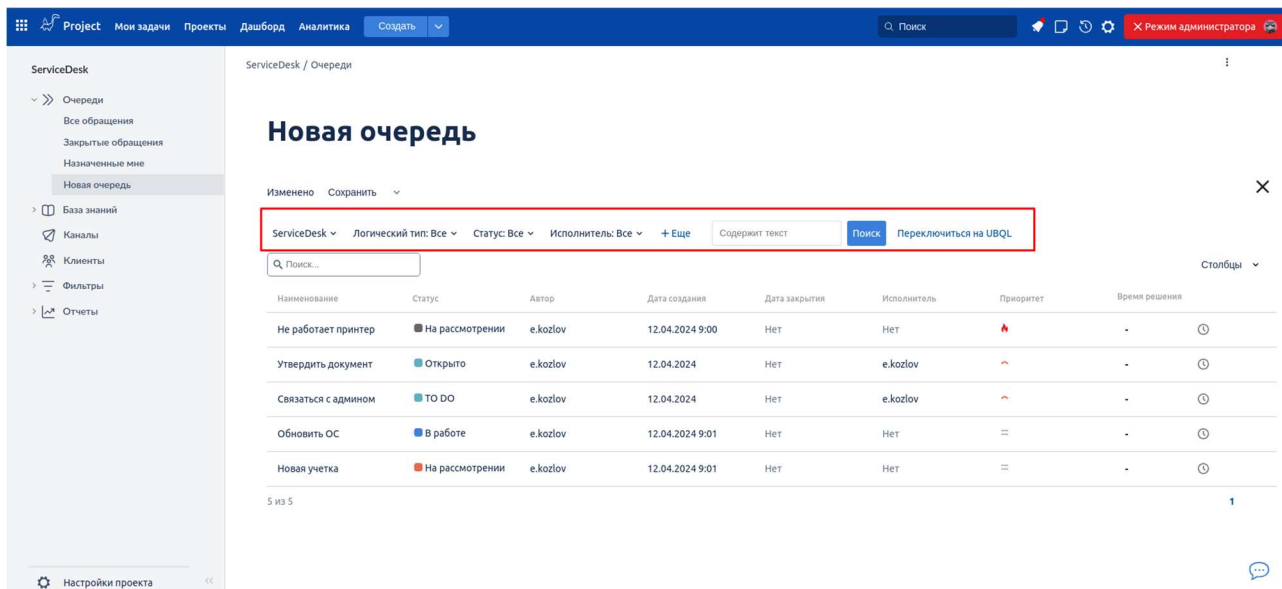 Project Мои задачи Проекты Дашборд Аналитика Создать Поиск Режим администратора
ServiceDesk
Очереди
Все обращения
Закрытые обращения
Назначенные мне
Новая очередь
База знаний
Каналы
Клиенты
Фильтры
Отчеты
Настройки проекта
ServiceDesk / Очереди
Новая очередь
Изменено Сохранить
ServiceDesk Логический тип: Все Статус: Все Исполнитель: Все + Еще Содержит текст Поиск Переключиться на UBQL
Поиск... Столбцы
Наименование Статус Автор Дата создания Дата закрытия Исполнитель Приоритет Время решения
Не работает принтер На рассмотрении e.kozlov 12.04.2024 9:00 Нет Нет -
Утвердить документ Открыто e.kozlov 12.04.2024 Нет e.kozlov -
Связаться с админом TO DO e.kozlov 12.04.2024 Нет e.kozlov -
Обновить ОС В работе e.kozlov 12.04.2024 9:01 Нет Нет -
Новая учетка На рассмотрении e.kozlov 12.04.2024 9:01 Нет Нет -
5 из 5 1